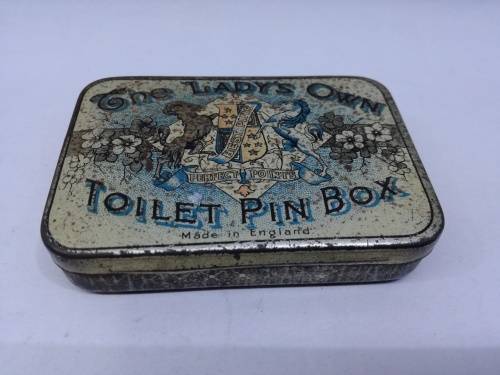 The Lady's Own
PERFECT POINTS
TOILET PIN BOX
Made in England